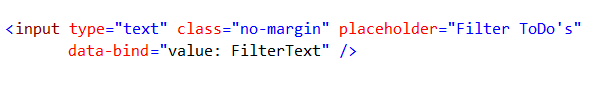 <input type="text" class="no-margin" placeholder="Filter ToDo's"
data-bind="value: FilterText" />